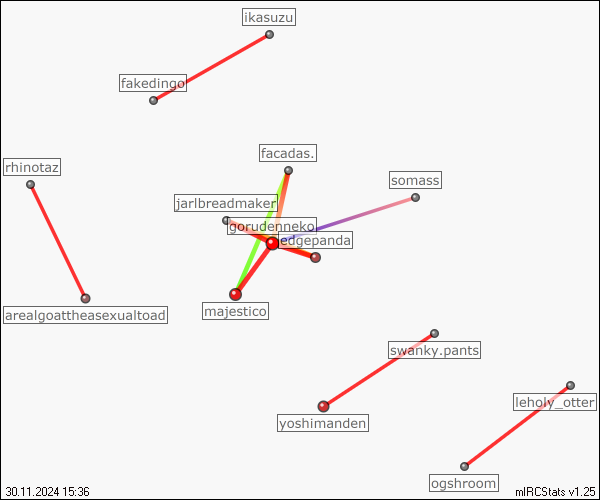 ikasuzu
fakedingo
facadas.
rhinotaz
somass
jarlbreadmaker
gorudenneko
edgepanda
majestico
arealgoattheasexualtoad
swanky.pants
leholy_otter
yoshimanden
ogshroom
30.11.2024 15:36
mIRCStats v1.25